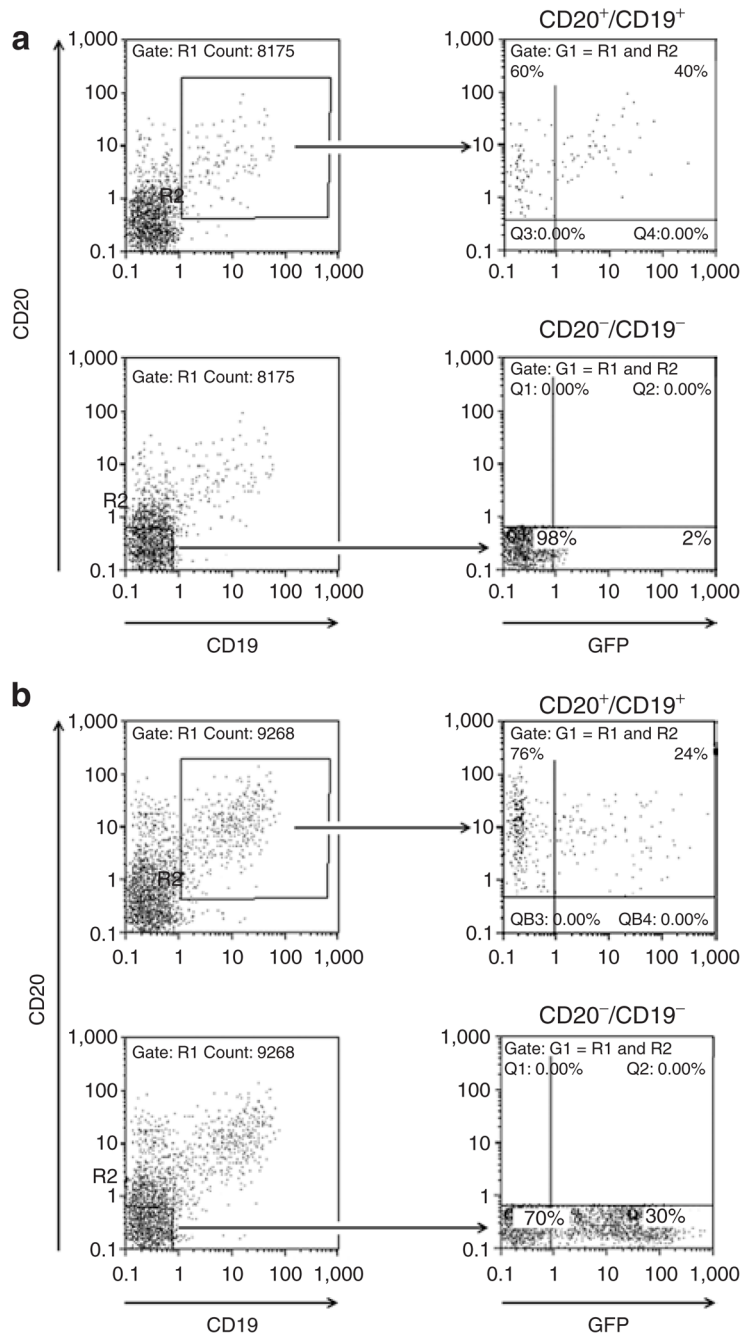 a
CD20+/CD19+
Gate: R1 Count: 8175
Gate: G1 = R1 and R2
60% 40%
1,000 1,000
100 100
10 10
1 1
0.1 0.1
R2
Q3:0.00% Q4:0.00%
0.1 1 10 100 1,000 0.1 1 10 100 1,000
CD20
CD20−/CD19−
1,000 1,000
Gate: R1 Count: 8175 Gate: G1 = R1 and R2
Q1: 0.00% Q2: 0.00%
100 100
10 10
R2
1 1
98% 2%
0.1 0.1
0.1 1 10 100 1,000 0.1 1 10 100 1,000
CD19 GFP
b
CD20+/CD19+
1,000 1,000
Gate: R1 Count: 9268 Gate: G1 = R1 and R2
76% 24%
100 100
10 10
R2
1 1
QB3: 0.00% QB4: 0.00%
0.1 0.1
0.1 1 10 100 1,000 0.1 1 10 100 1,000
CD20
CD20−/CD19−
1,000 1,000
Gate: R1 Count: 9268 Gate: G1 = R1 and R2
Q1: 0.00% Q2: 0.00%
100 100
10 10
R2
1 1
70% 30%
0.1 0.1
0.1 1 10 100 1,000 0.1 1 10 100 1,000
CD19 GFP